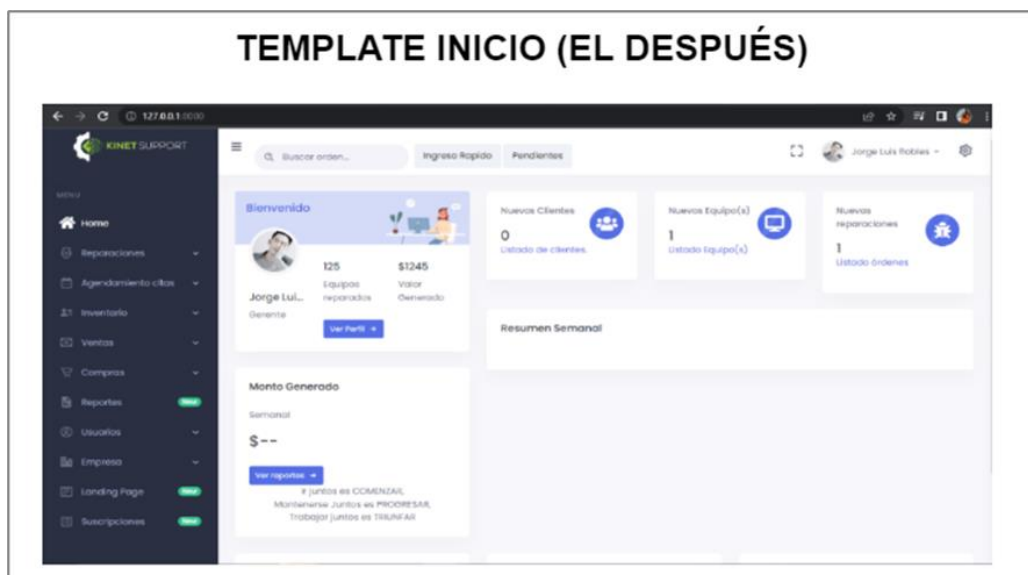 TEMPLATE INICIO (EL DESPUÉS)
127.0.0.1:8000
KINETSUPPORT
Buscar orden...
Ingreso Rapido
Pendientes
Jorge Luis Robles
MENU
Home
Reparaciones
Agendamiento citas
Inventario
Ventas
Compras
Reportes New
Usuarios
Empresa
Landing Page New
Suscripciones New
Bienvenido
125
Equipos
reparados
$1245
Valor
Generado
Jorge Lui...
Gerente
Ver Perfil →
Nuevos Clientes
0
Listado de clientes.
Nuevos Equipo(s)
1
Listado Equipo(s)
Nuevas
reparaciones
1
Listado órdenes
Resumen Semanal
Monto Generado
Semanal
$--
Ver reportes →
Ir juntos es COMENZAR,
Mantenerse Juntos es PROGRESAR,
Trabajar juntos es TRIUNFAR